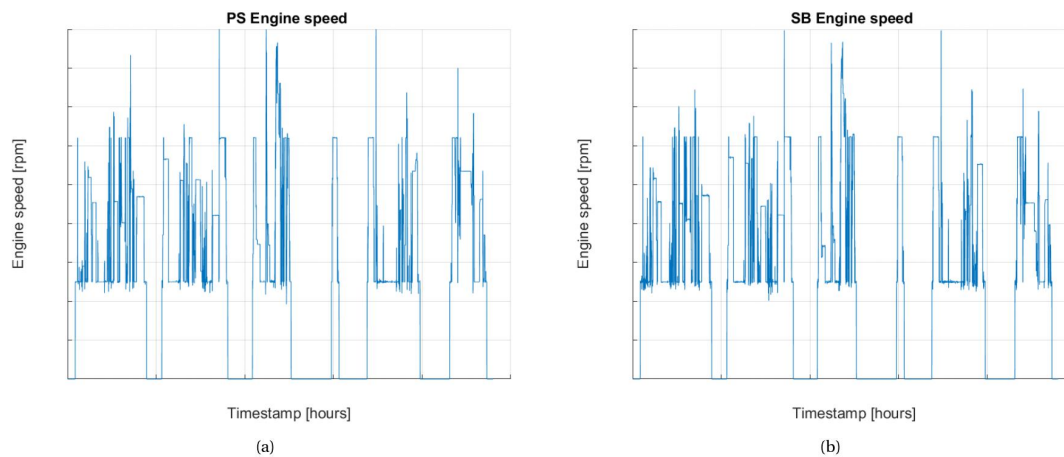 PS Engine speed
Engine speed [rpm]
Timestamp [hours]
(a)
SB Engine speed
Engine speed [rpm]
Timestamp [hours]
(b)